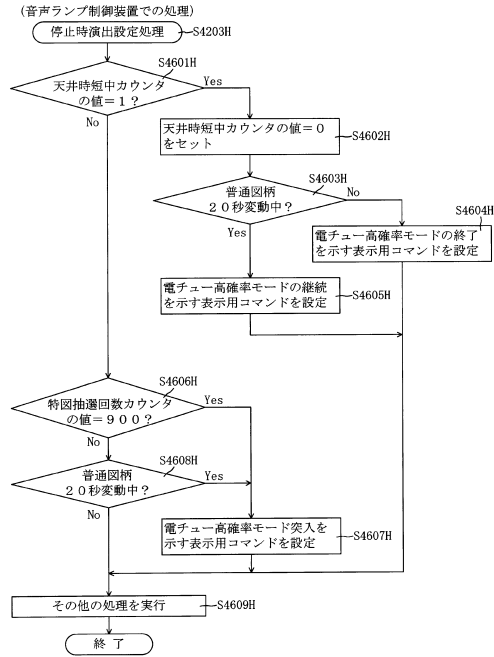 (音声ランプ制御装置での処理)
停止時演出設定処理
S4203H
S4601H
天井時短中カウンタ
の値＝１？
Yes
No
天井時短中カウンタの値＝０
をセット
S4602H
S4603H
普通図柄
２０秒変動中？
No
Yes
S4604H
電チュー高確率モードの終了
を示す表示用コマンドを設定
電チュー高確率モードの継続
を示す表示用コマンドを設定
S4605H
S4606H
特図抽選回数カウンタ
の値＝９００？
Yes
No
S4608H
普通図柄
２０秒変動中？
Yes
No
電チュー高確率モード突入を
示す表示用コマンドを設定
S4607H
その他の処理を実行
S4609H
終 了